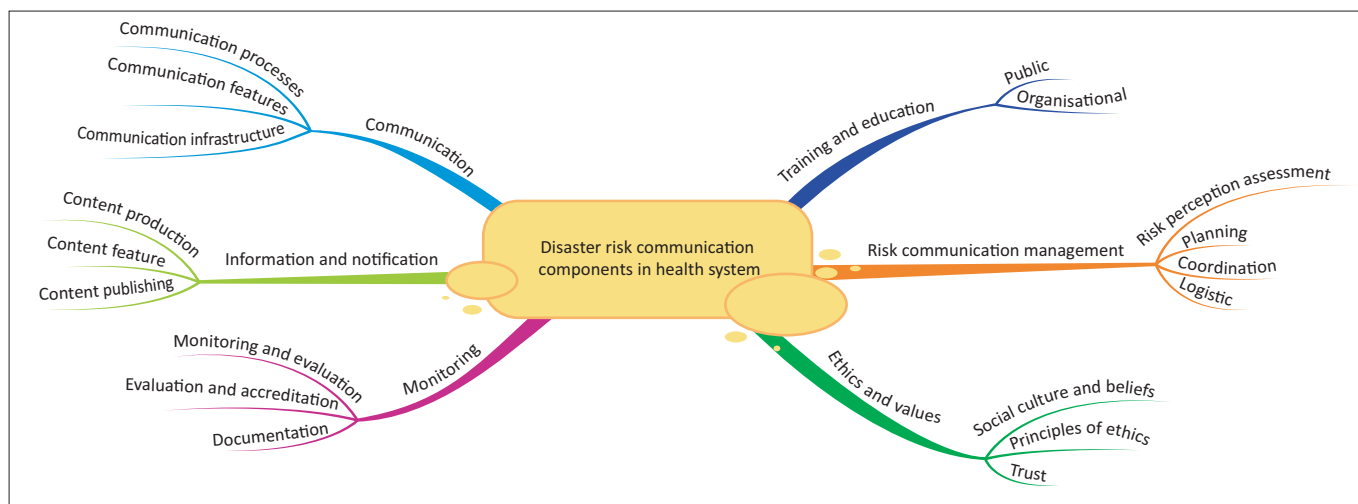 Communication processes
Communication features
Communication infrastructure
Communication
Content production
Content feature
Content publishing
Information and notification
Monitoring and evaluation
Evaluation and accreditation
Documentation
Monitoring
Disaster risk communication
components in health system
Training and education
Public
Organisational
Risk communication management
Risk perception assessment
Planning
Coordination
Logistic
Ethics and values
Social culture and beliefs
Principles of ethics
Trust